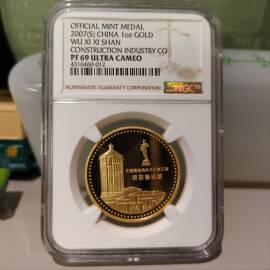 OFFICIAL MINT MEDAL
2007(S) CHINA 1oz GOLD
WU XI XI SHAN
CONSTRUCTION INDUSTRY CO
PF 69 ULTRA CAMEO
4316460-012
NUMISMATIC GUARANTY CORPORATION
NGC